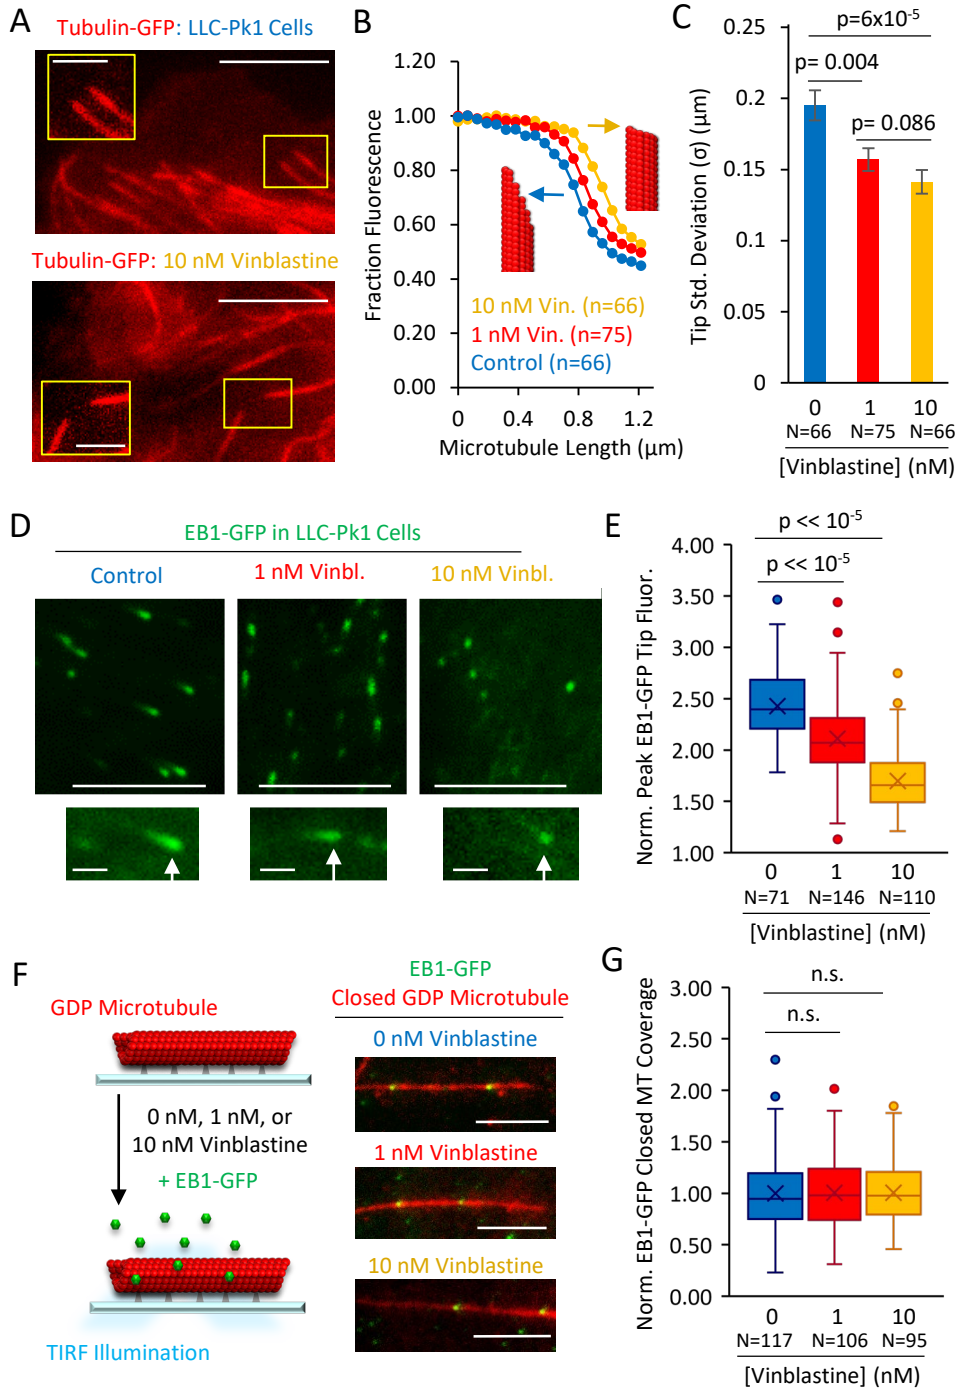 A
Tubulin-GFP: LLC-Pk1 Cells
Tubulin-GFP: 10 nM Vinblastine
B
Fraction Fluorescence
1.20
1.00
0.80
0.60
0.40
0.20
0.00
10 nM Vin. (n=66)
1 nM Vin. (n=75)
Control (n=66)
0 0.4 0.8 1.2
Microtubule Length (µm)
C
p=6x10-5
p= 0.004
p= 0.086
Tip Std. Deviation (σ) (µm)
0.2
0.15
0.1
0.05
0
0 1 10
N=66 N=75 N=66
[Vinblastine] (nM)
D
EB1-GFP in LLC-Pk1 Cells
Control 1 nM Vinbl. 10 nM Vinbl.
E
p << 10-5
p << 10-5
Norm. Peak EB1-GFP Tip Fluor.
4.00
3.50
3.00
2.50
2.00
1.50
1.00
0 1 10
N=71 N=146 N=110
[Vinblastine] (nM)
F
GDP Microtubule
0 nM, 1 nM, or
10 nM Vinblastine
+ EB1-GFP
TIRF Illumination
EB1-GFP
Closed GDP Microtubule
0 nM Vinblastine
1 nM Vinblastine
10 nM Vinblastine
G
n.s.
n.s.
Norm. EB1-GFP Closed MT Coverage
3.00
2.50
2.00
1.50
1.00
0.50
0.00
0 1 10
N=117 N=106 N=95
[Vinblastine] (nM)